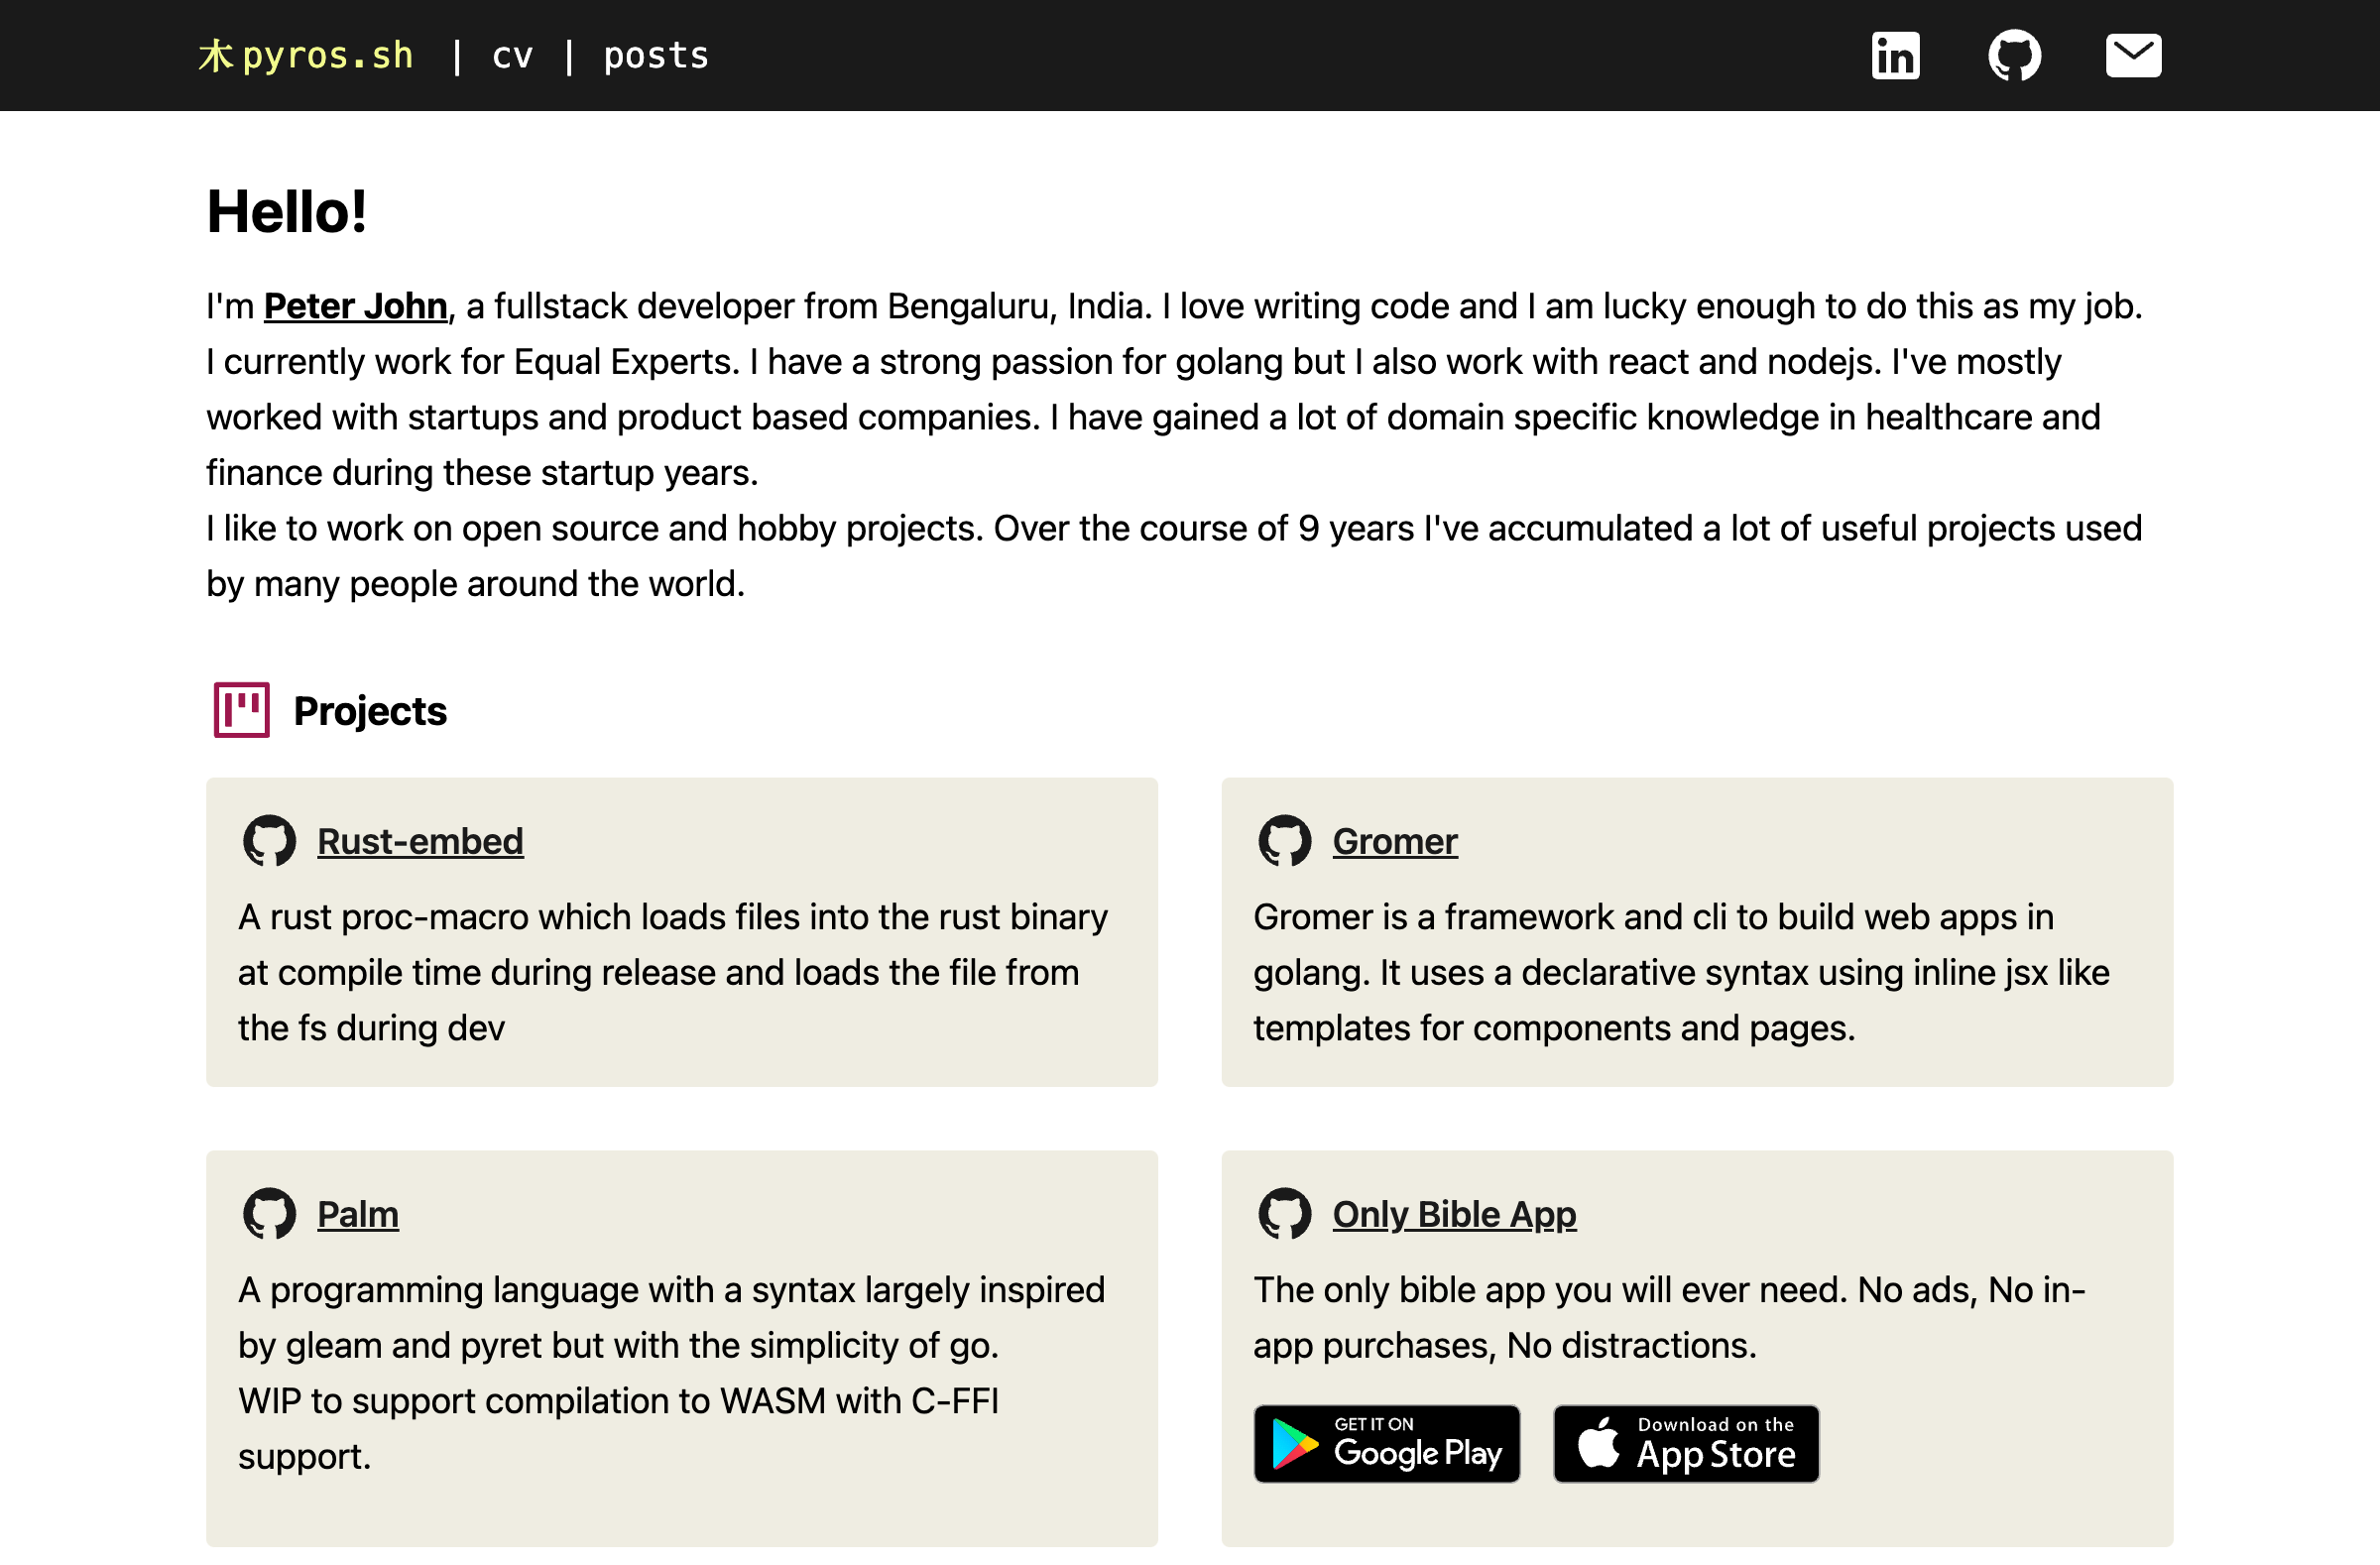 木pyros.sh | cv | posts
Hello!
I'm Peter John, a fullstack developer from Bengaluru, India. I love writing code and I am lucky enough to do this as my job.
I currently work for Equal Experts. I have a strong passion for golang but I also work with react and nodejs. I've mostly
worked with startups and product based companies. I have gained a lot of domain specific knowledge in healthcare and
finance during these startup years.
I like to work on open source and hobby projects. Over the course of 9 years I've accumulated a lot of useful projects used
by many people around the world.
Projects
Rust-embed
A rust proc-macro which loads files into the rust binary
at compile time during release and loads the file from
the fs during dev
Gromer
Gromer is a framework and cli to build web apps in
golang. It uses a declarative syntax using inline jsx like
templates for components and pages.
Palm
A programming language with a syntax largely inspired
by gleam and pyret but with the simplicity of go.
WIP to support compilation to WASM with C-FFI
support.
Only Bible App
The only bible app you will ever need. No ads, No in-
app purchases, No distractions.
GET IT ON
Google Play
Download on the
App Store